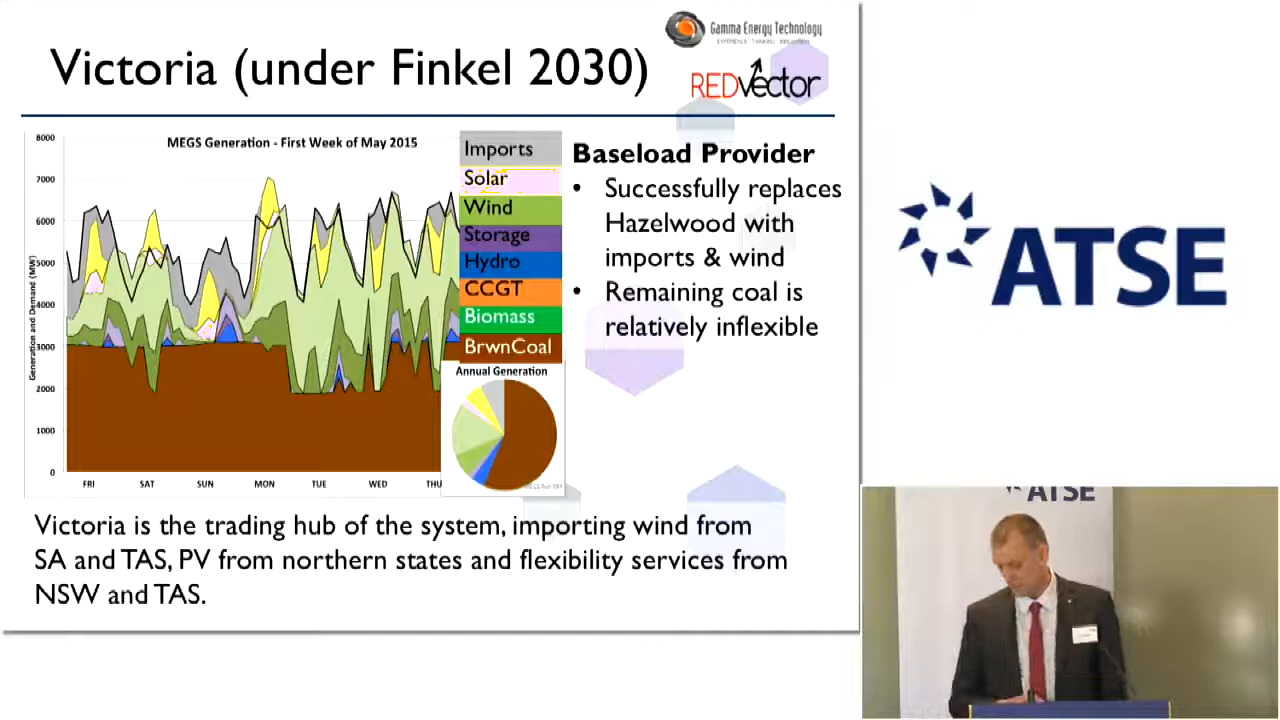 Victoria (under Finkel 2030)
Gamma Energy Technology
REDvector
MEGS Generation - First Week of May 2015
Generation and Demand (MW)
8000
7000
6000
5000
4000
3000
2000
1000
0
FRI
SAT
SUN
MON
TUE
WED
THU
Imports
Solar
Wind
Storage
Hydro
CCGT
Biomass
BrwnCoal
Annual Generation
Baseload Provider
• Successfully replaces
Hazelwood with
imports & wind
• Remaining coal is
relatively inflexible
Victoria is the trading hub of the system, importing wind from
SA and TAS, PV from northern states and flexibility services from
NSW and TAS.
ATSE
ATSE